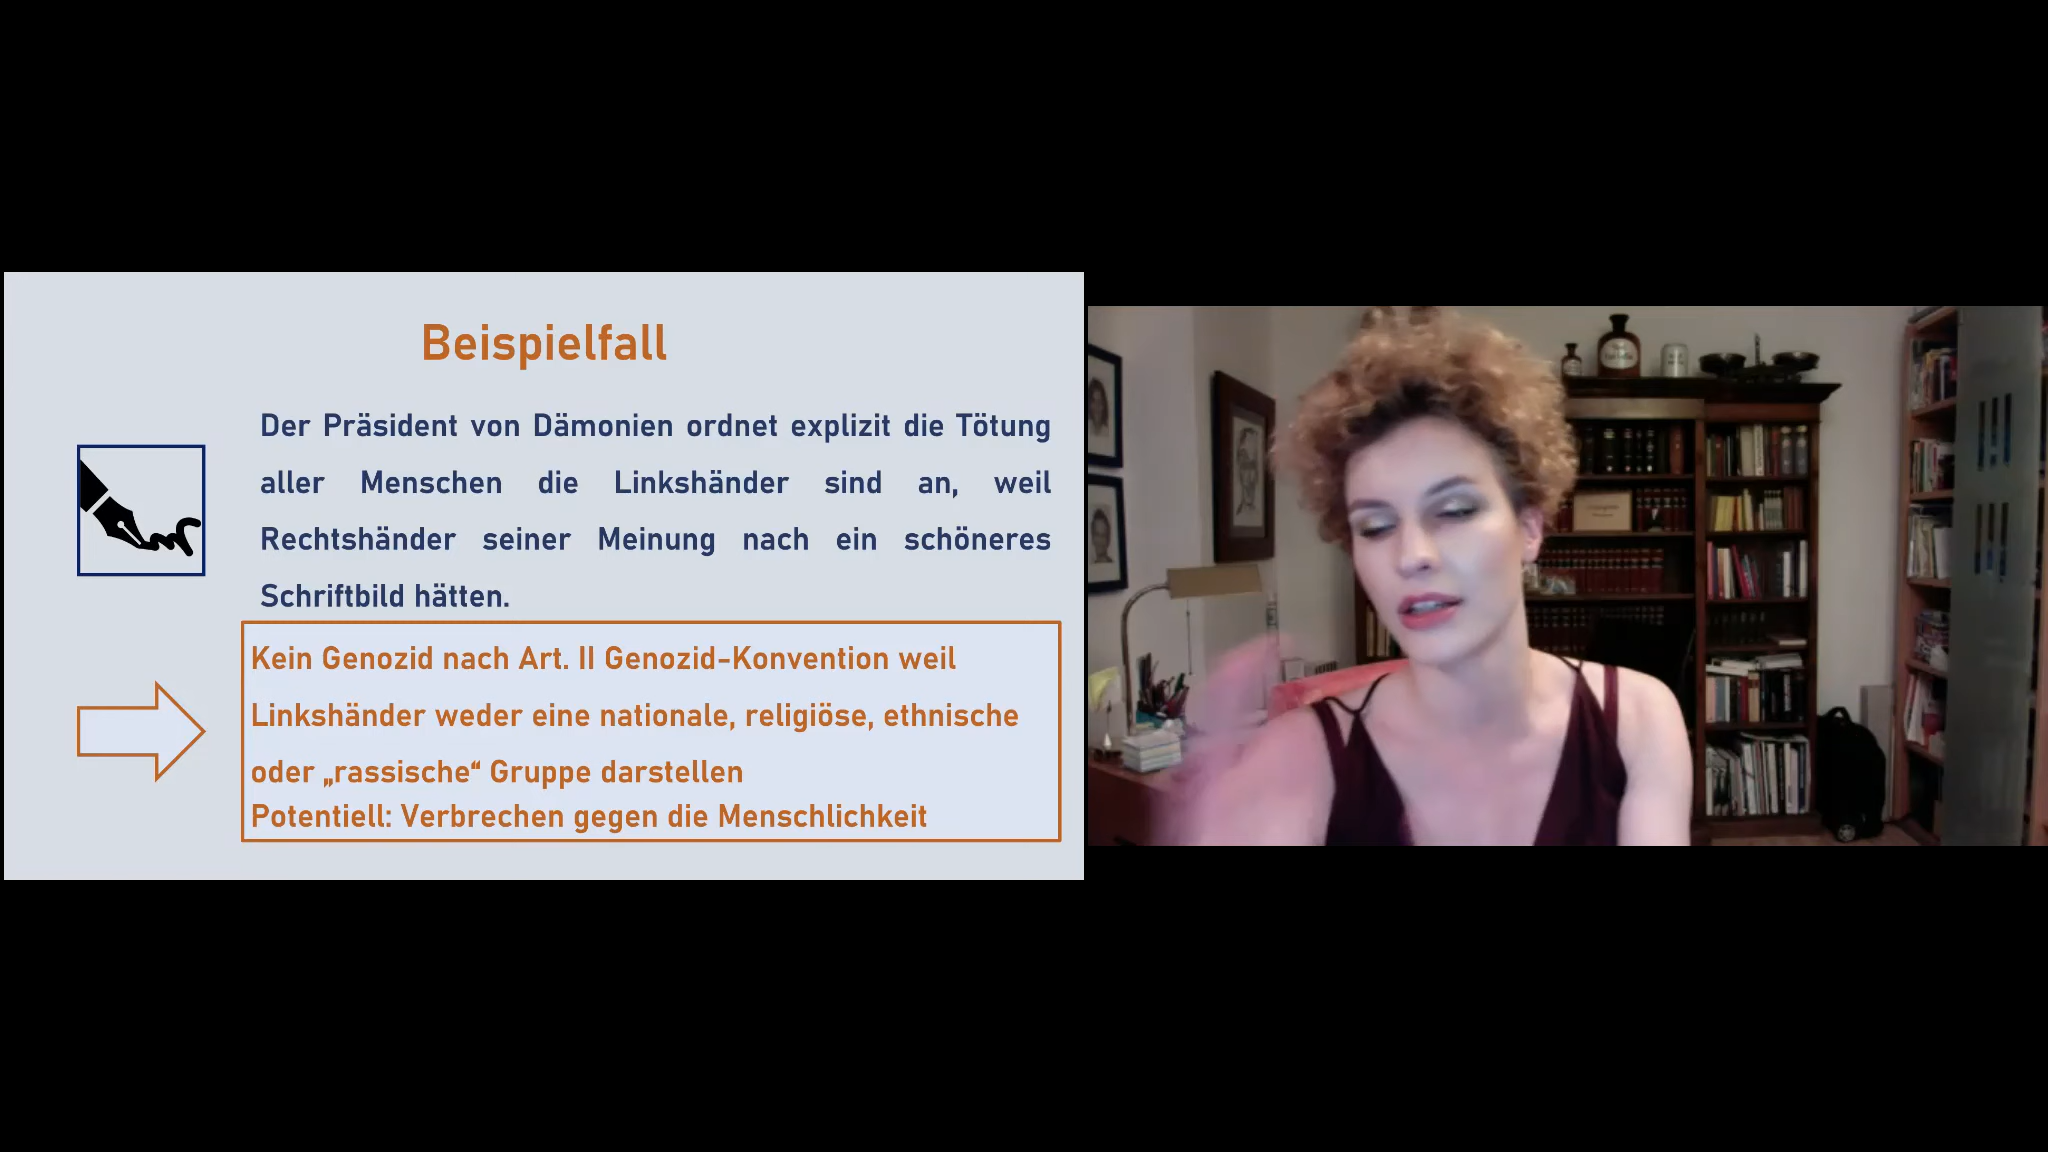 Beispielfall
Der Präsident von Dämonien ordnet explizit die Tötung
aller Menschen die Linkshänder sind an, weil
Rechtshänder seiner Meinung nach ein schöneres
Schriftbild hätten.
Kein Genozid nach Art. II Genozid-Konvention weil
Linkshänder weder eine nationale, religiöse, ethnische
oder „rassische“ Gruppe darstellen
Potentiell: Verbrechen gegen die Menschlichkeit